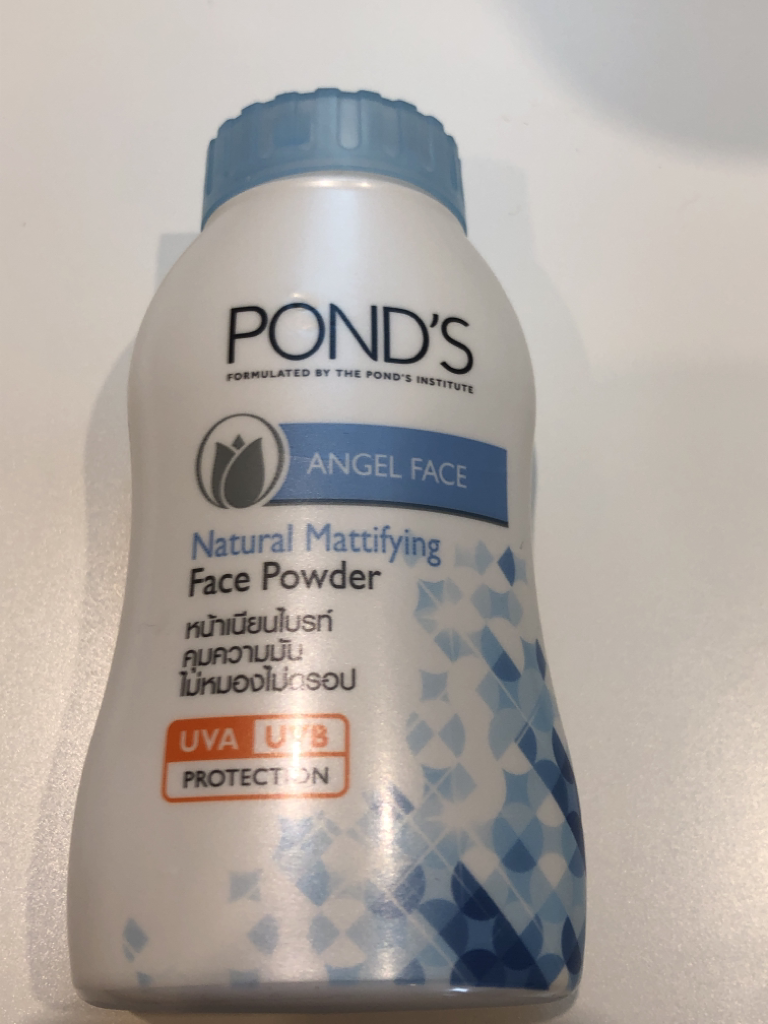 POND'S
FORMULATED BY THE POND'S INSTITUTE
ANGEL FACE
Natural Mattifying
Face Powder
หน้าเนียนไบรท์
คุมความมัน
ไม่หมองไม่ดรอป
UVA UVB
PROTECTION